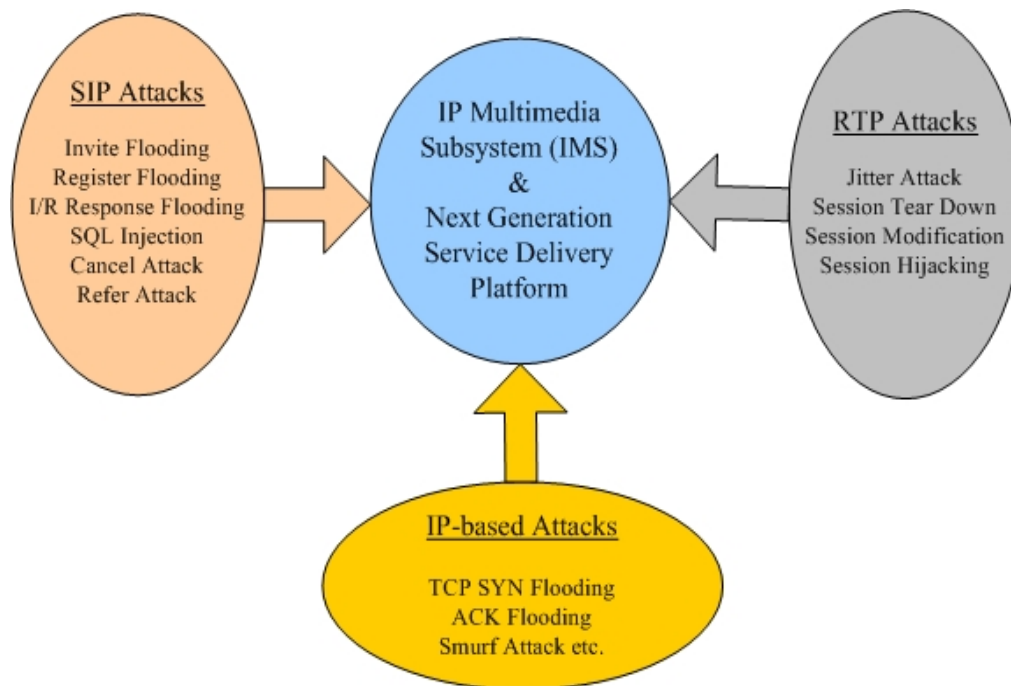 SIP Attacks
Invite Flooding
Register Flooding
I/R Response Flooding
SQL Injection
Cancel Attack
Refer Attack
IP Multimedia
Subsystem (IMS)
&
Next Generation
Service Delivery
Platform
RTP Attacks
Jitter Attack
Session Tear Down
Session Modification
Session Hijacking
IP-based Attacks
TCP SYN Flooding
ACK Flooding
Smurf Attack etc.